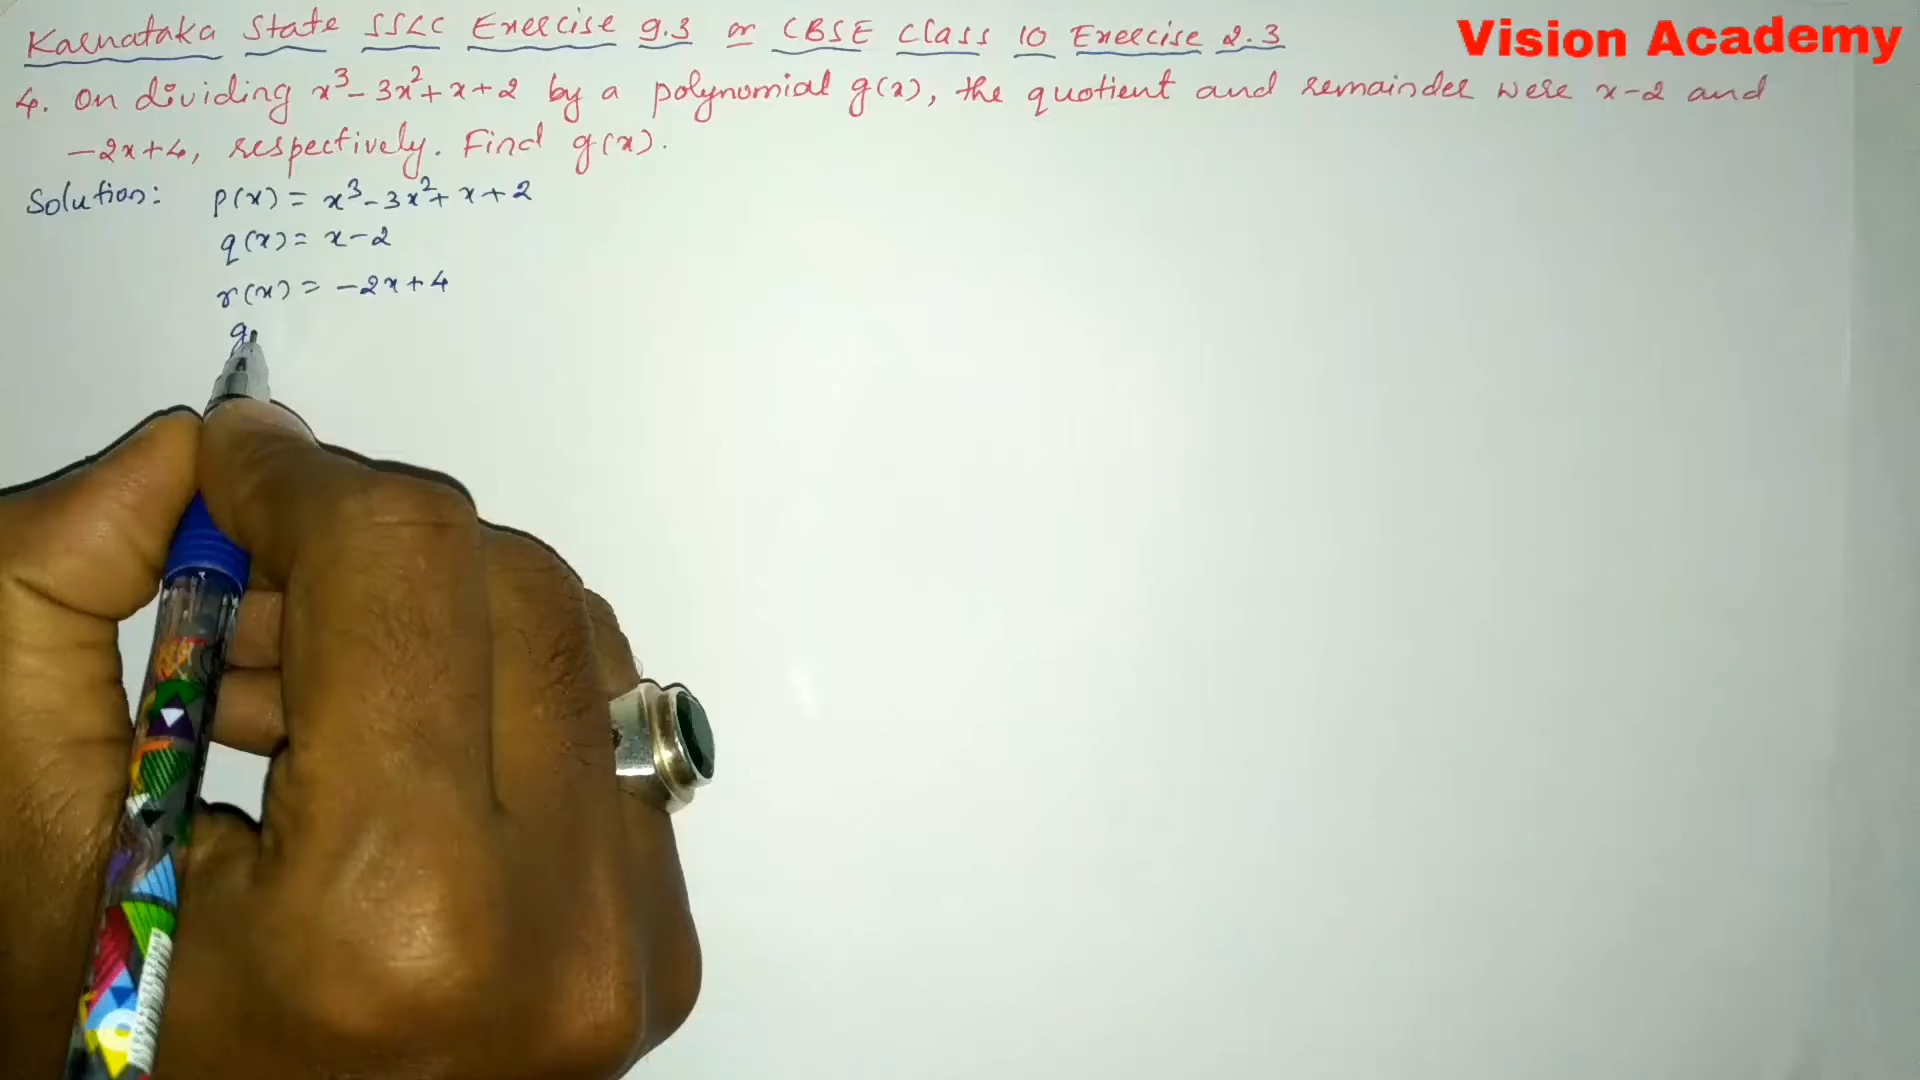 Karnataka State SSLC Exercise 9.3 or CBSE Class 10 Exercise 2.3
Vision Academy
4. On dividing x³-3x²+x+2 by a polynomial g(x), the quotient and remainder were x-2 and
-2x+4, respectively. Find g(x).
Solution: p(x) = x³-3x²+x+2
q(x) = x-2
r(x) = -2x+4
g